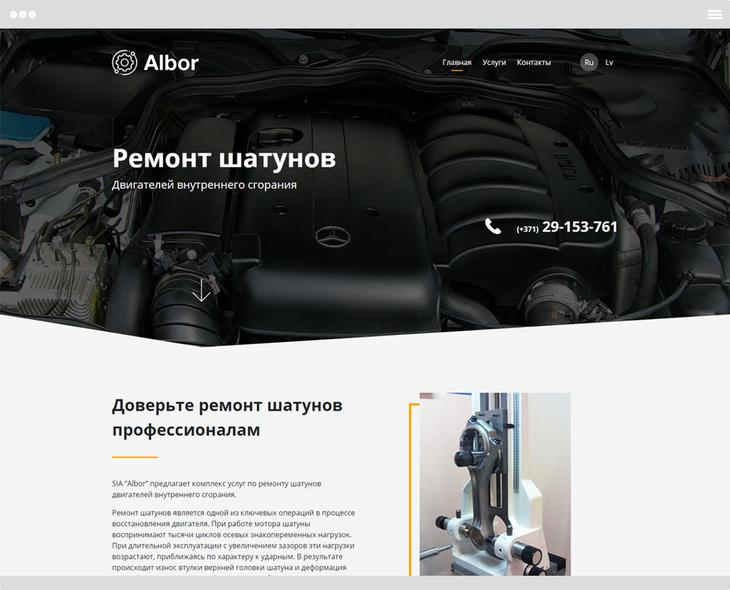 Albor
Главная Услуги Контакты Ru Lv
Ремонт шатунов
Двигателей внутреннего сгорания
(+371) 29-153-761
Доверьте ремонт шатунов
профессионалам
SIA “Albor” предлагает комплекс услуг по ремонту шатунов
двигателей внутреннего сгорания.
Ремонт шатунов является одной из ключевых операций в процессе
восстановления двигателя. При работе мотора шатуны
воспринимают тысячи циклов осевых знакопеременных нагрузок.
При длительной эксплуатации с увеличением зазоров эти нагрузки
возрастают, приближаясь по характеру к ударным. В результате
происходит износ втулки верхней головки шатуна и деформация